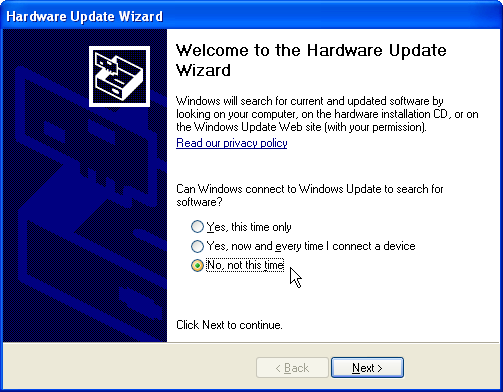 Hardware Update Wizard
Welcome to the Hardware Update
Wizard
Windows will search for current and updated software by
looking on your computer, on the hardware installation CD, or on
the Windows Update Web site (with your permission).
Read our privacy policy
Can Windows connect to Windows Update to search for
software?
Yes, this time only
Yes, now and every time I connect a device
No, not this time
Click Next to continue.
< Back
Next >